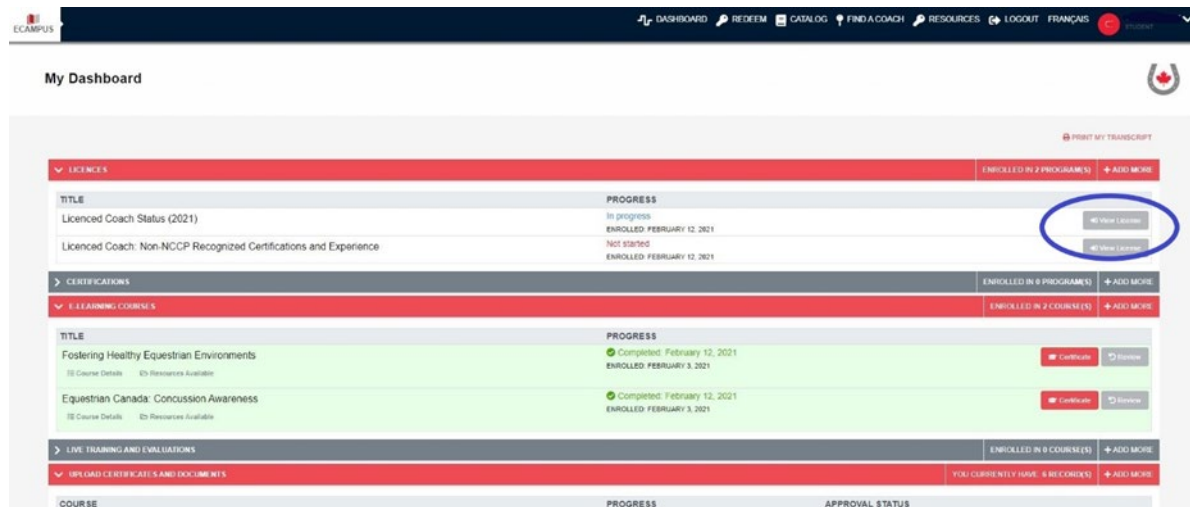 ECAMPUS
DASHBOARD REDEEM CATALOG FIND A COACH RESOURCES LOGOUT FRANÇAIS
STUDENT
My Dashboard
PRINT MY TRANSCRIPT
LICENCES ENROLLED IN 2 PROGRAM(S) + ADD MORE
TITLE PROGRESS
Licenced Coach Status (2021) In progress View License
ENROLLED: FEBRUARY 12, 2021
Licenced Coach: Non-NCCP Recognized Certifications and Experience Not started View License
ENROLLED: FEBRUARY 12, 2021
CERTIFICATIONS ENROLLED IN 0 PROGRAM(S) + ADD MORE
E-LEARNING COURSES ENROLLED IN 2 COURSE(S) + ADD MORE
TITLE PROGRESS
Fostering Healthy Equestrian Environments Completed: February 12, 2021 Certificate Review
ENROLLED: FEBRUARY 3, 2021
Course Details Resources Available
Equestrian Canada: Concussion Awareness Completed: February 12, 2021 Certificate Review
ENROLLED: FEBRUARY 3, 2021
Course Details Resources Available
LIVE TRAINING AND EVALUATIONS ENROLLED IN 0 COURSE(S) + ADD MORE
UPLOAD CERTIFICATES AND DOCUMENTS YOU CURRENTLY HAVE 6 RECORD(S) + ADD MORE
COURSE PROGRESS APPROVAL STATUS